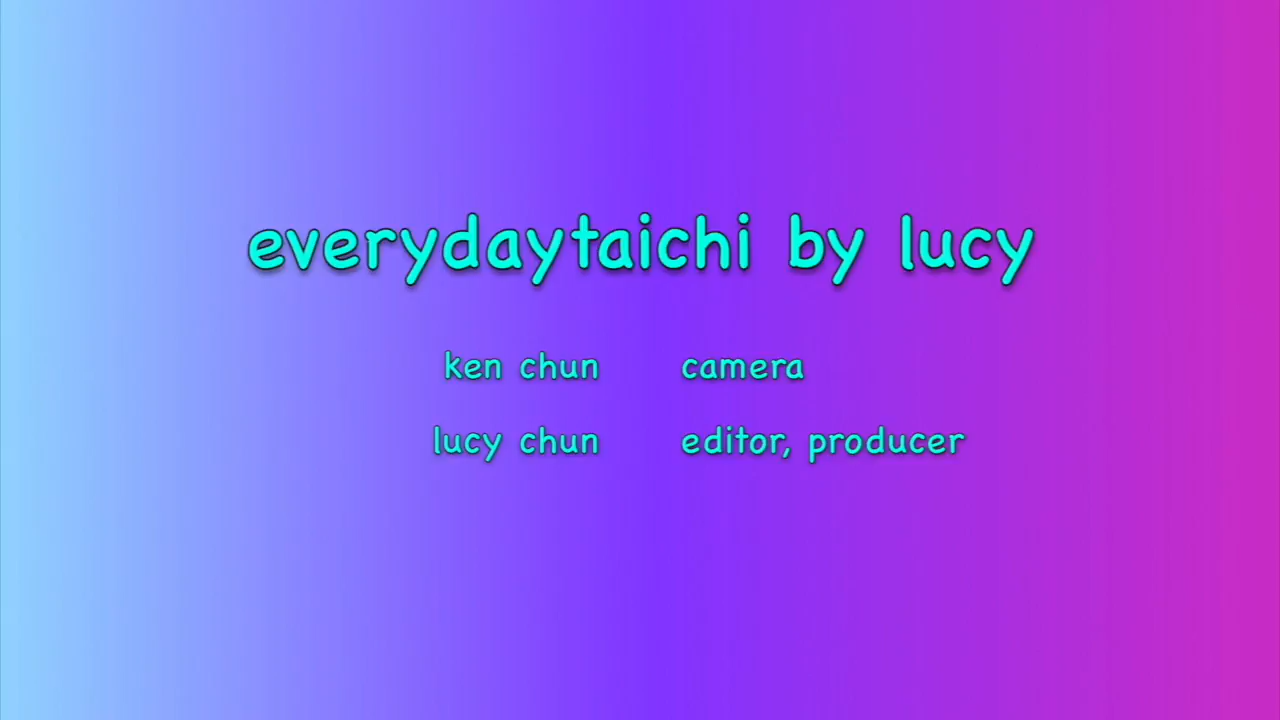 everydaytaichi by lucy
ken chun camera
lucy chun editor, producer